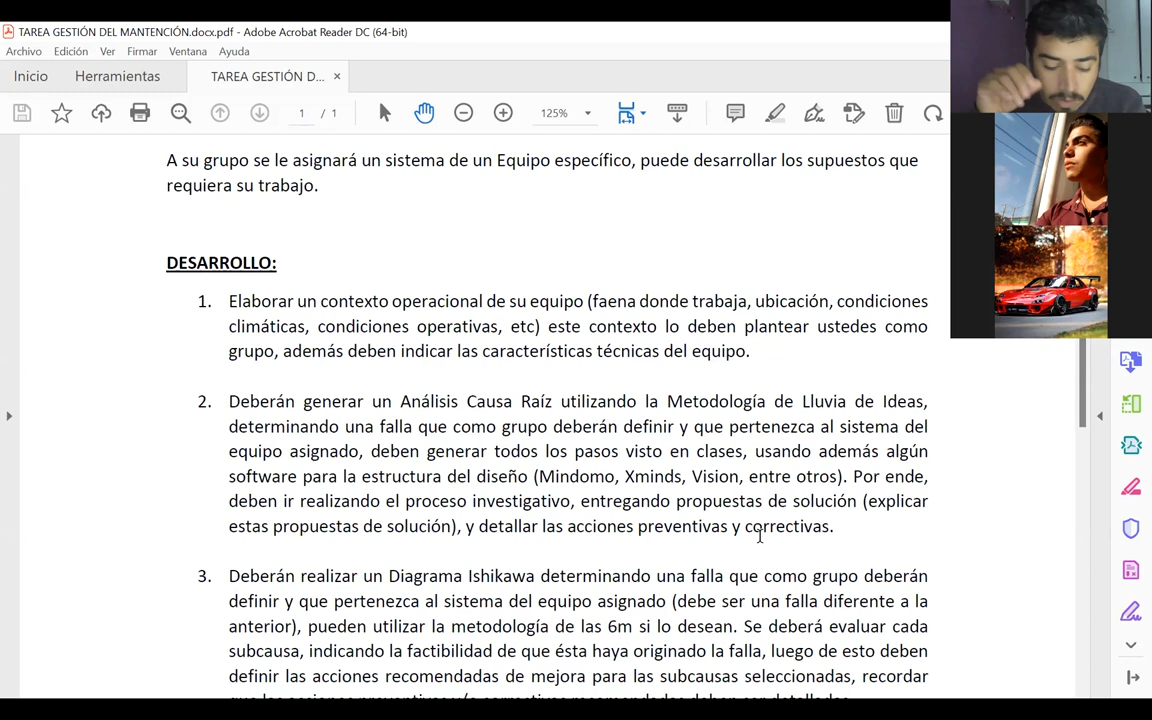 TAREA GESTIÓN DEL MANTENCIÓN.docx.pdf - Adobe Acrobat Reader DC (64-bit)
Archivo Edición Ver Firmar Ventana Ayuda
Inicio Herramientas TAREA GESTIÓN D... ×
1 / 1 125%
A su grupo se le asignará un sistema de un Equipo específico, puede desarrollar los supuestos que
requiera su trabajo.
DESARROLLO:
1. Elaborar un contexto operacional de su equipo (faena donde trabaja, ubicación, condiciones
climáticas, condiciones operativas, etc) este contexto lo deben plantear ustedes como
grupo, además deben indicar las características técnicas del equipo.
2. Deberán generar un Análisis Causa Raíz utilizando la Metodología de Lluvia de Ideas,
determinando una falla que como grupo deberán definir y que pertenezca al sistema del
equipo asignado, deben generar todos los pasos visto en clases, usando además algún
software para la estructura del diseño (Mindomo, Xminds, Vision, entre otros). Por ende,
deben ir realizando el proceso investigativo, entregando propuestas de solución (explicar
estas propuestas de solución), y detallar las acciones preventivas y correctivas.
3. Deberán realizar un Diagrama Ishikawa determinando una falla que como grupo deberán
definir y que pertenezca al sistema del equipo asignado (debe ser una falla diferente a la
anterior), pueden utilizar la metodología de las 6m si lo desean. Se deberá evaluar cada
subcausa, indicando la factibilidad de que ésta haya originado la falla, luego de esto deben
definir las acciones recomendadas de mejora para las subcausas seleccionadas, recordar